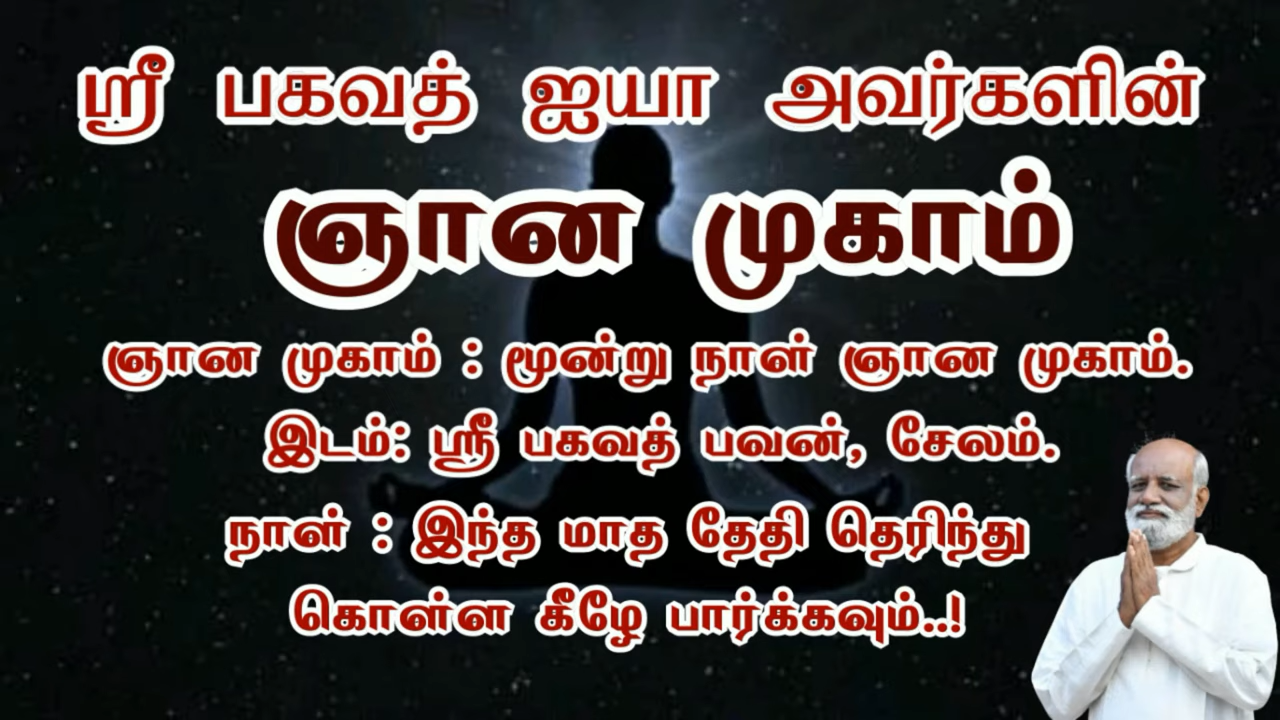 ஸ்ரீ பகவத் ஐயா அவர்களின்
ஞான முகாம்
ஞான முகாம் : மூன்று நாள் ஞான முகாம்.
இடம்: ஸ்ரீ பகவத் பவன், சேலம்.
நாள் : இந்த மாத தேதி தெரிந்து
கொள்ள கீழே பார்க்கவும்..!